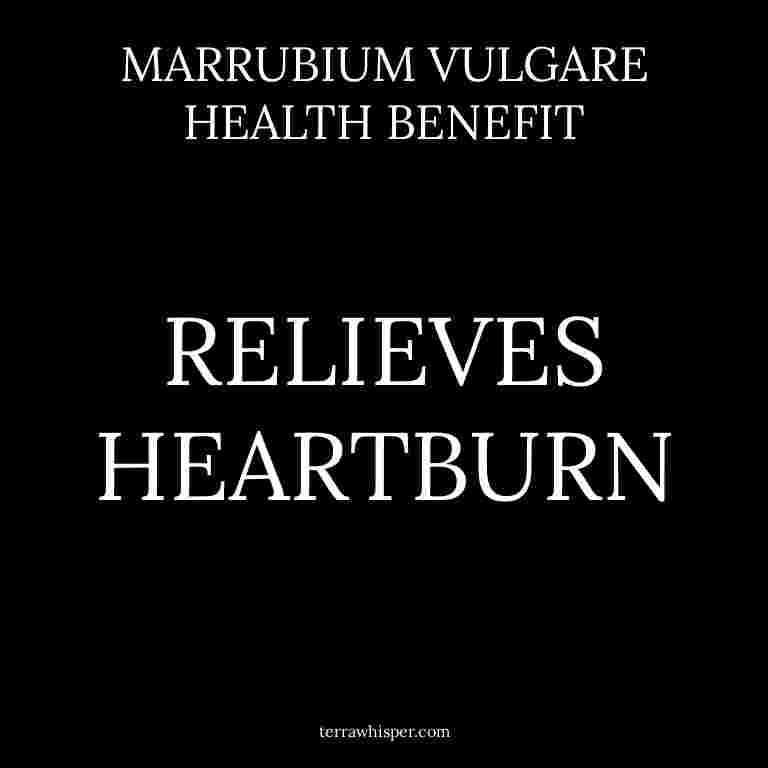 MARRUBIUM VULGARE
HEALTH BENEFIT
RELIEVES
HEARTBURN
terrawhisper.com